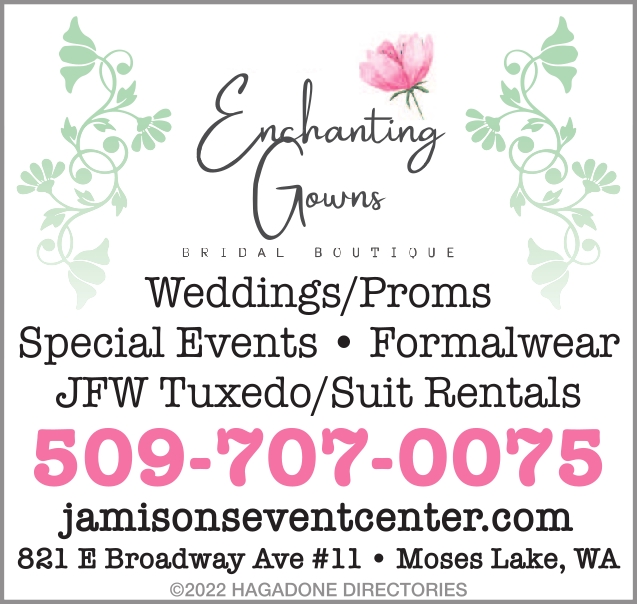 Enchanting
Gowns
BRIDAL BOUTIQUE
Weddings/Proms
Special Events • Formalwear
JFW Tuxedo/Suit Rentals
509-707-0075
jamisonseventcenter.com
821 E Broadway Ave #11 • Moses Lake, WA
©2022 HAGADONE DIRECTORIES